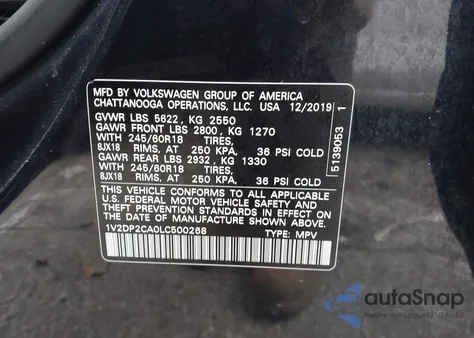 MFD BY VOLKSWAGEN GROUP OF AMERICA
CHATTANOOGA OPERATIONS, LLC. USA 12/2019
GVWR LBS 5622, KG 2550
GAWR FRONT LBS 2800, KG 1270
WITH 245/60R18 TIRES,
8JX18 RIMS, AT 250 KPA, 36 PSI COLD
GAWR REAR LBS 2932, KG 1330
WITH 245/60R18 TIRES,
8JX18 RIMS, AT 250 KPA, 36 PSI COLD
THIS VEHICLE CONFORMS TO ALL APPLICABLE
U.S. FEDERAL MOTOR VEHICLE SAFETY AND
THEFT PREVENTION STANDARDS IN EFFECT ON
THE DATE OF MANUFACTURE SHOWN ABOVE.
1V2DP2CA0LC500268 TYPE: MPV
5139053 1
autoSnap